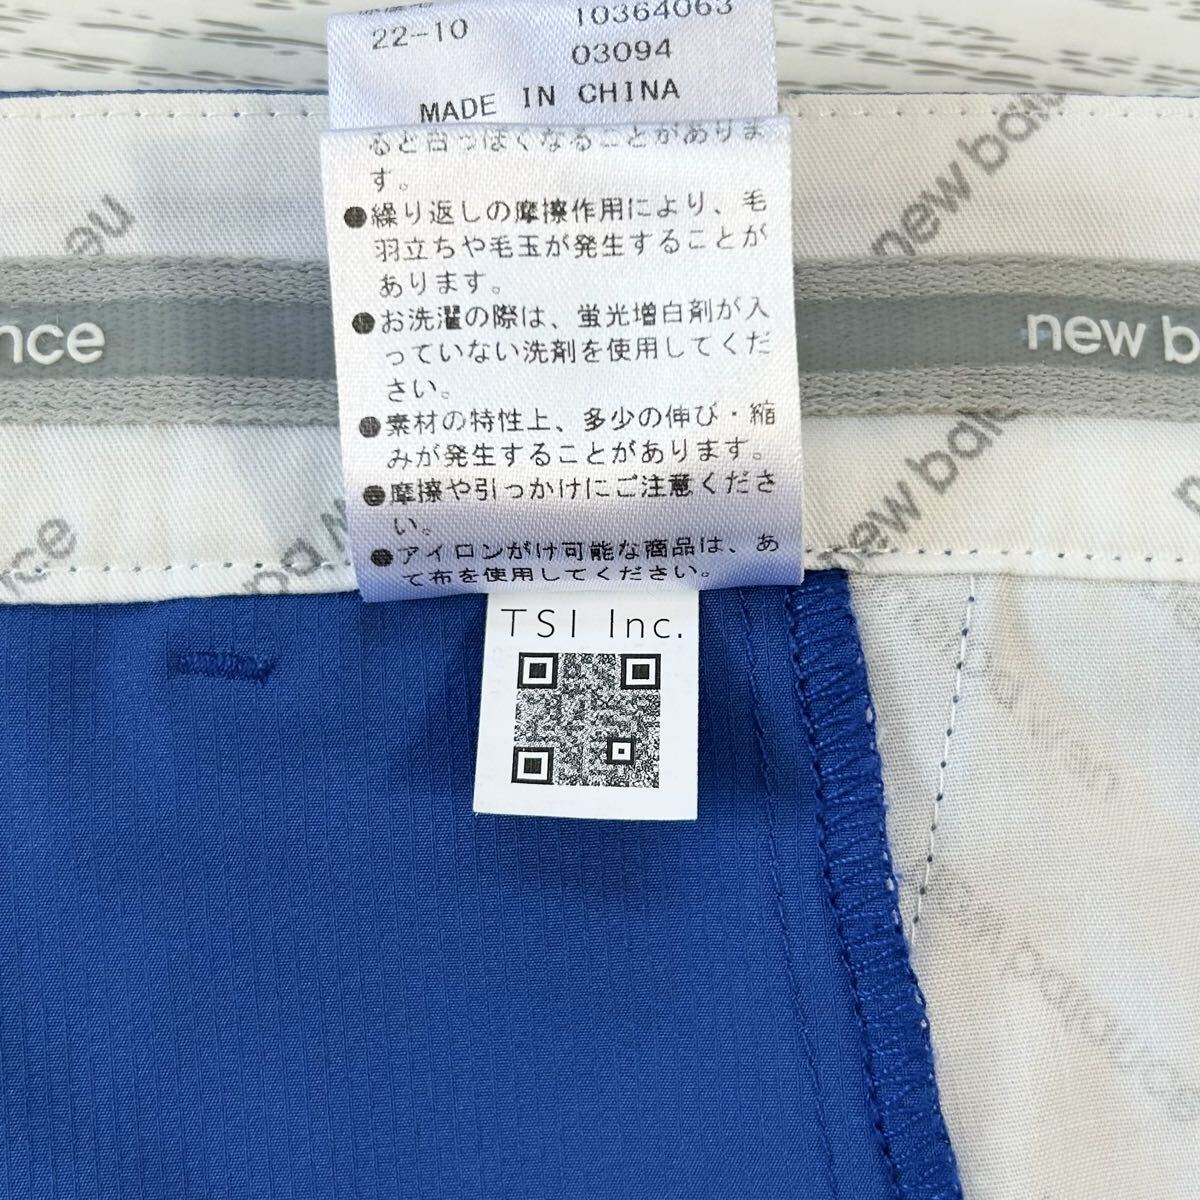 22-10 10364063
03094
MADE IN CHINA
ると白っぽくなることがありま
す。
●繰り返しの摩擦作用により、毛
羽立ちや毛玉が発生することが
あります。
●お洗濯の際は、蛍光増白剤が入
っていない洗剤を使用してくだ
さい。
●素材の特性上、多少の伸び・縮
みが発生することがあります。
●摩擦や引っかけにご注意くださ
い。
●アイロンがけ可能な商品は、あ
て布を使用してください。
TSI Inc.
nce
new b
new bala
new bala